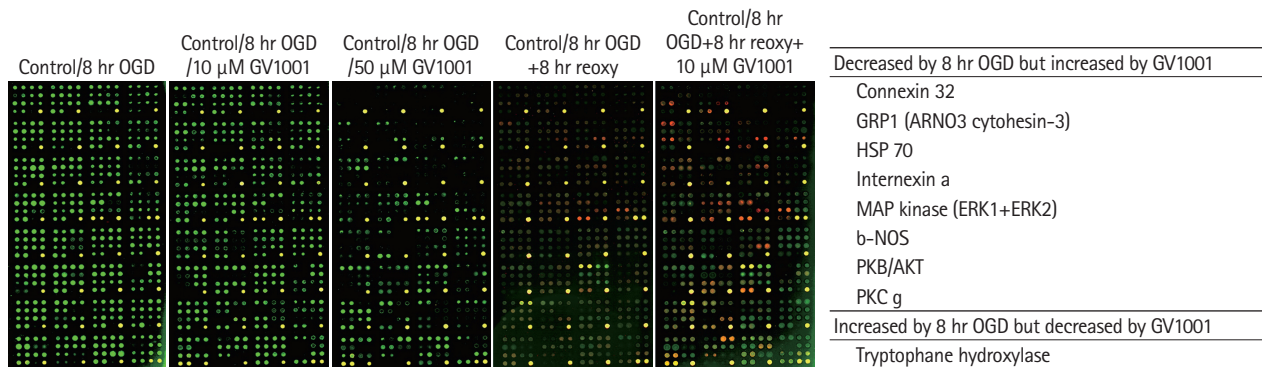 Control/8 hr OGD
Control/8 hr OGD
/10 μM GV1001
Control/8 hr OGD
/50 μM GV1001
Control/8 hr OGD
+8 hr reoxy
Control/8 hr
OGD+8 hr reoxy+
10 μM GV1001
Decreased by 8 hr OGD but increased by GV1001
Connexin 32
GRP1 (ARNO3 cytohesin-3)
HSP 70
Internexin a
MAP kinase (ERK1+ERK2)
b-NOS
PKB/AKT
PKC g
Increased by 8 hr OGD but decreased by GV1001
Tryptophane hydroxylase